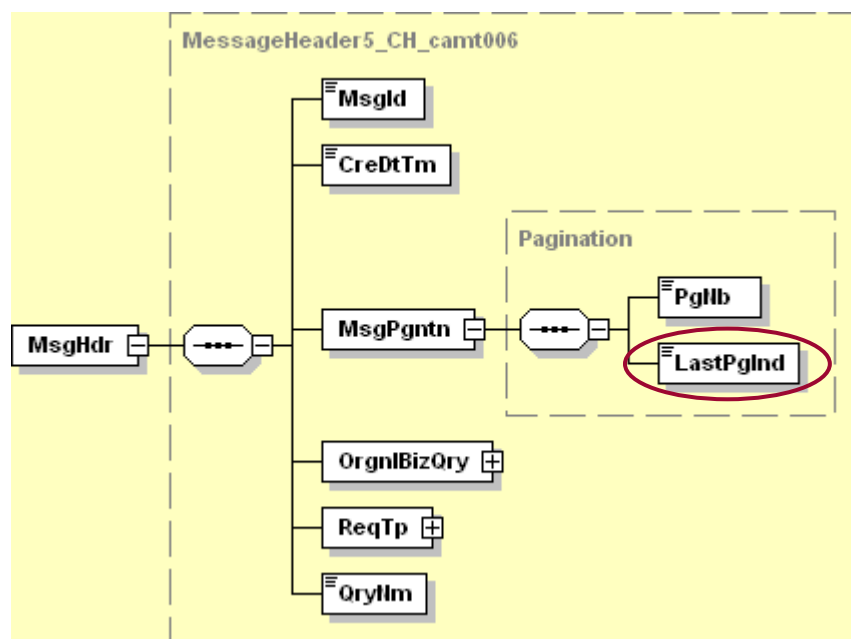 MessageHeader5_CH_camt006
MsgId
CreDtTm
Pagination
PgNb
MsgHdr
MsgPgntn
LastPgInd
OrgnlBizQry
ReqTp
QryNm